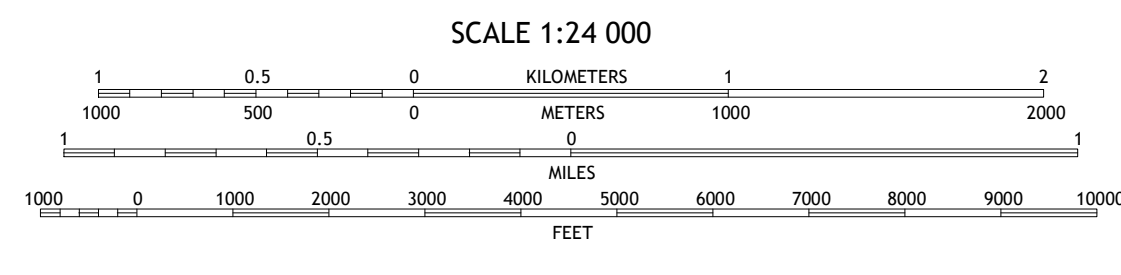 SCALE 1:24 000
1 0.5 0 KILOMETERS 1 2
1000 500 0 METERS 1000 2000
1 0.5 0 1
MILES
1000 0 1000 2000 3000 4000 5000 6000 7000 8000 9000 10000
FEET